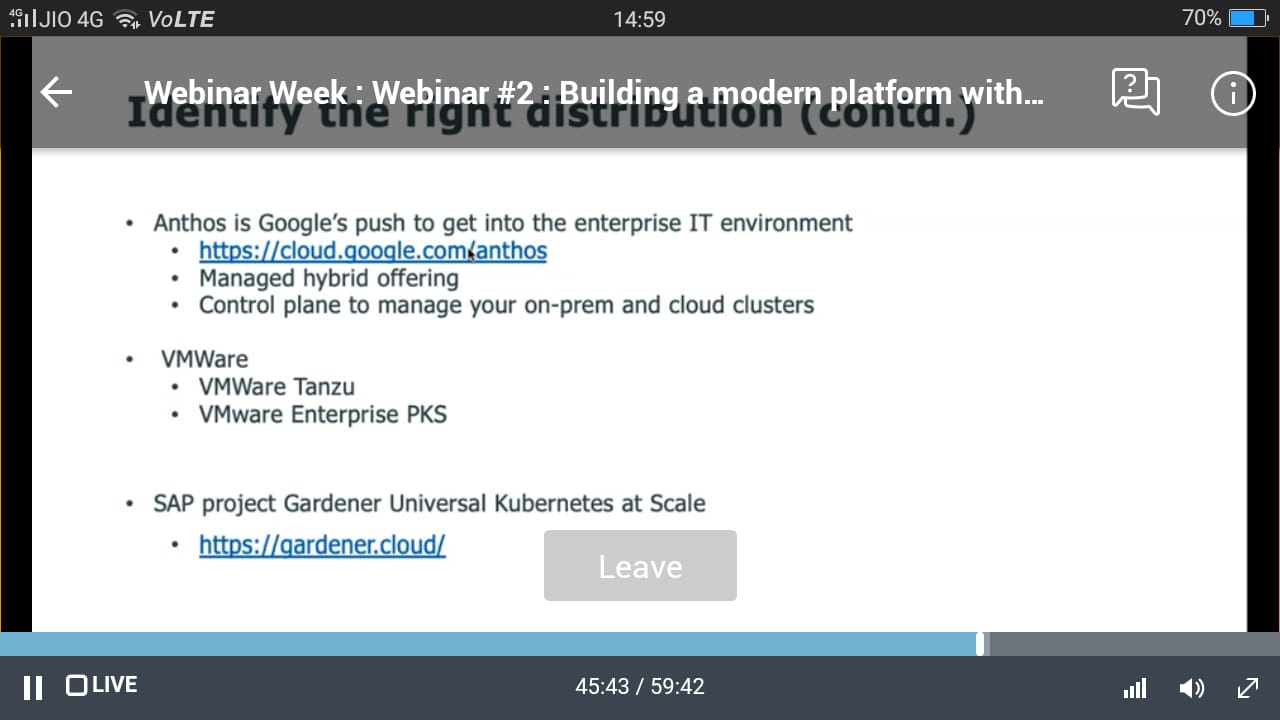 4G JIO 4G VoLTE 14:59 70%
Webinar Week : Webinar #2 : Building a modern platform with...
Identify the right distribution (contd.)
• Anthos is Google's push to get into the enterprise IT environment
• https://cloud.google.com/anthos
• Managed hybrid offering
• Control plane to manage your on-prem and cloud clusters
• VMWare
• VMWare Tanzu
• VMware Enterprise PKS
• SAP project Gardener Universal Kubernetes at Scale
• https://gardener.cloud/
Leave
LIVE 45:43 / 59:42